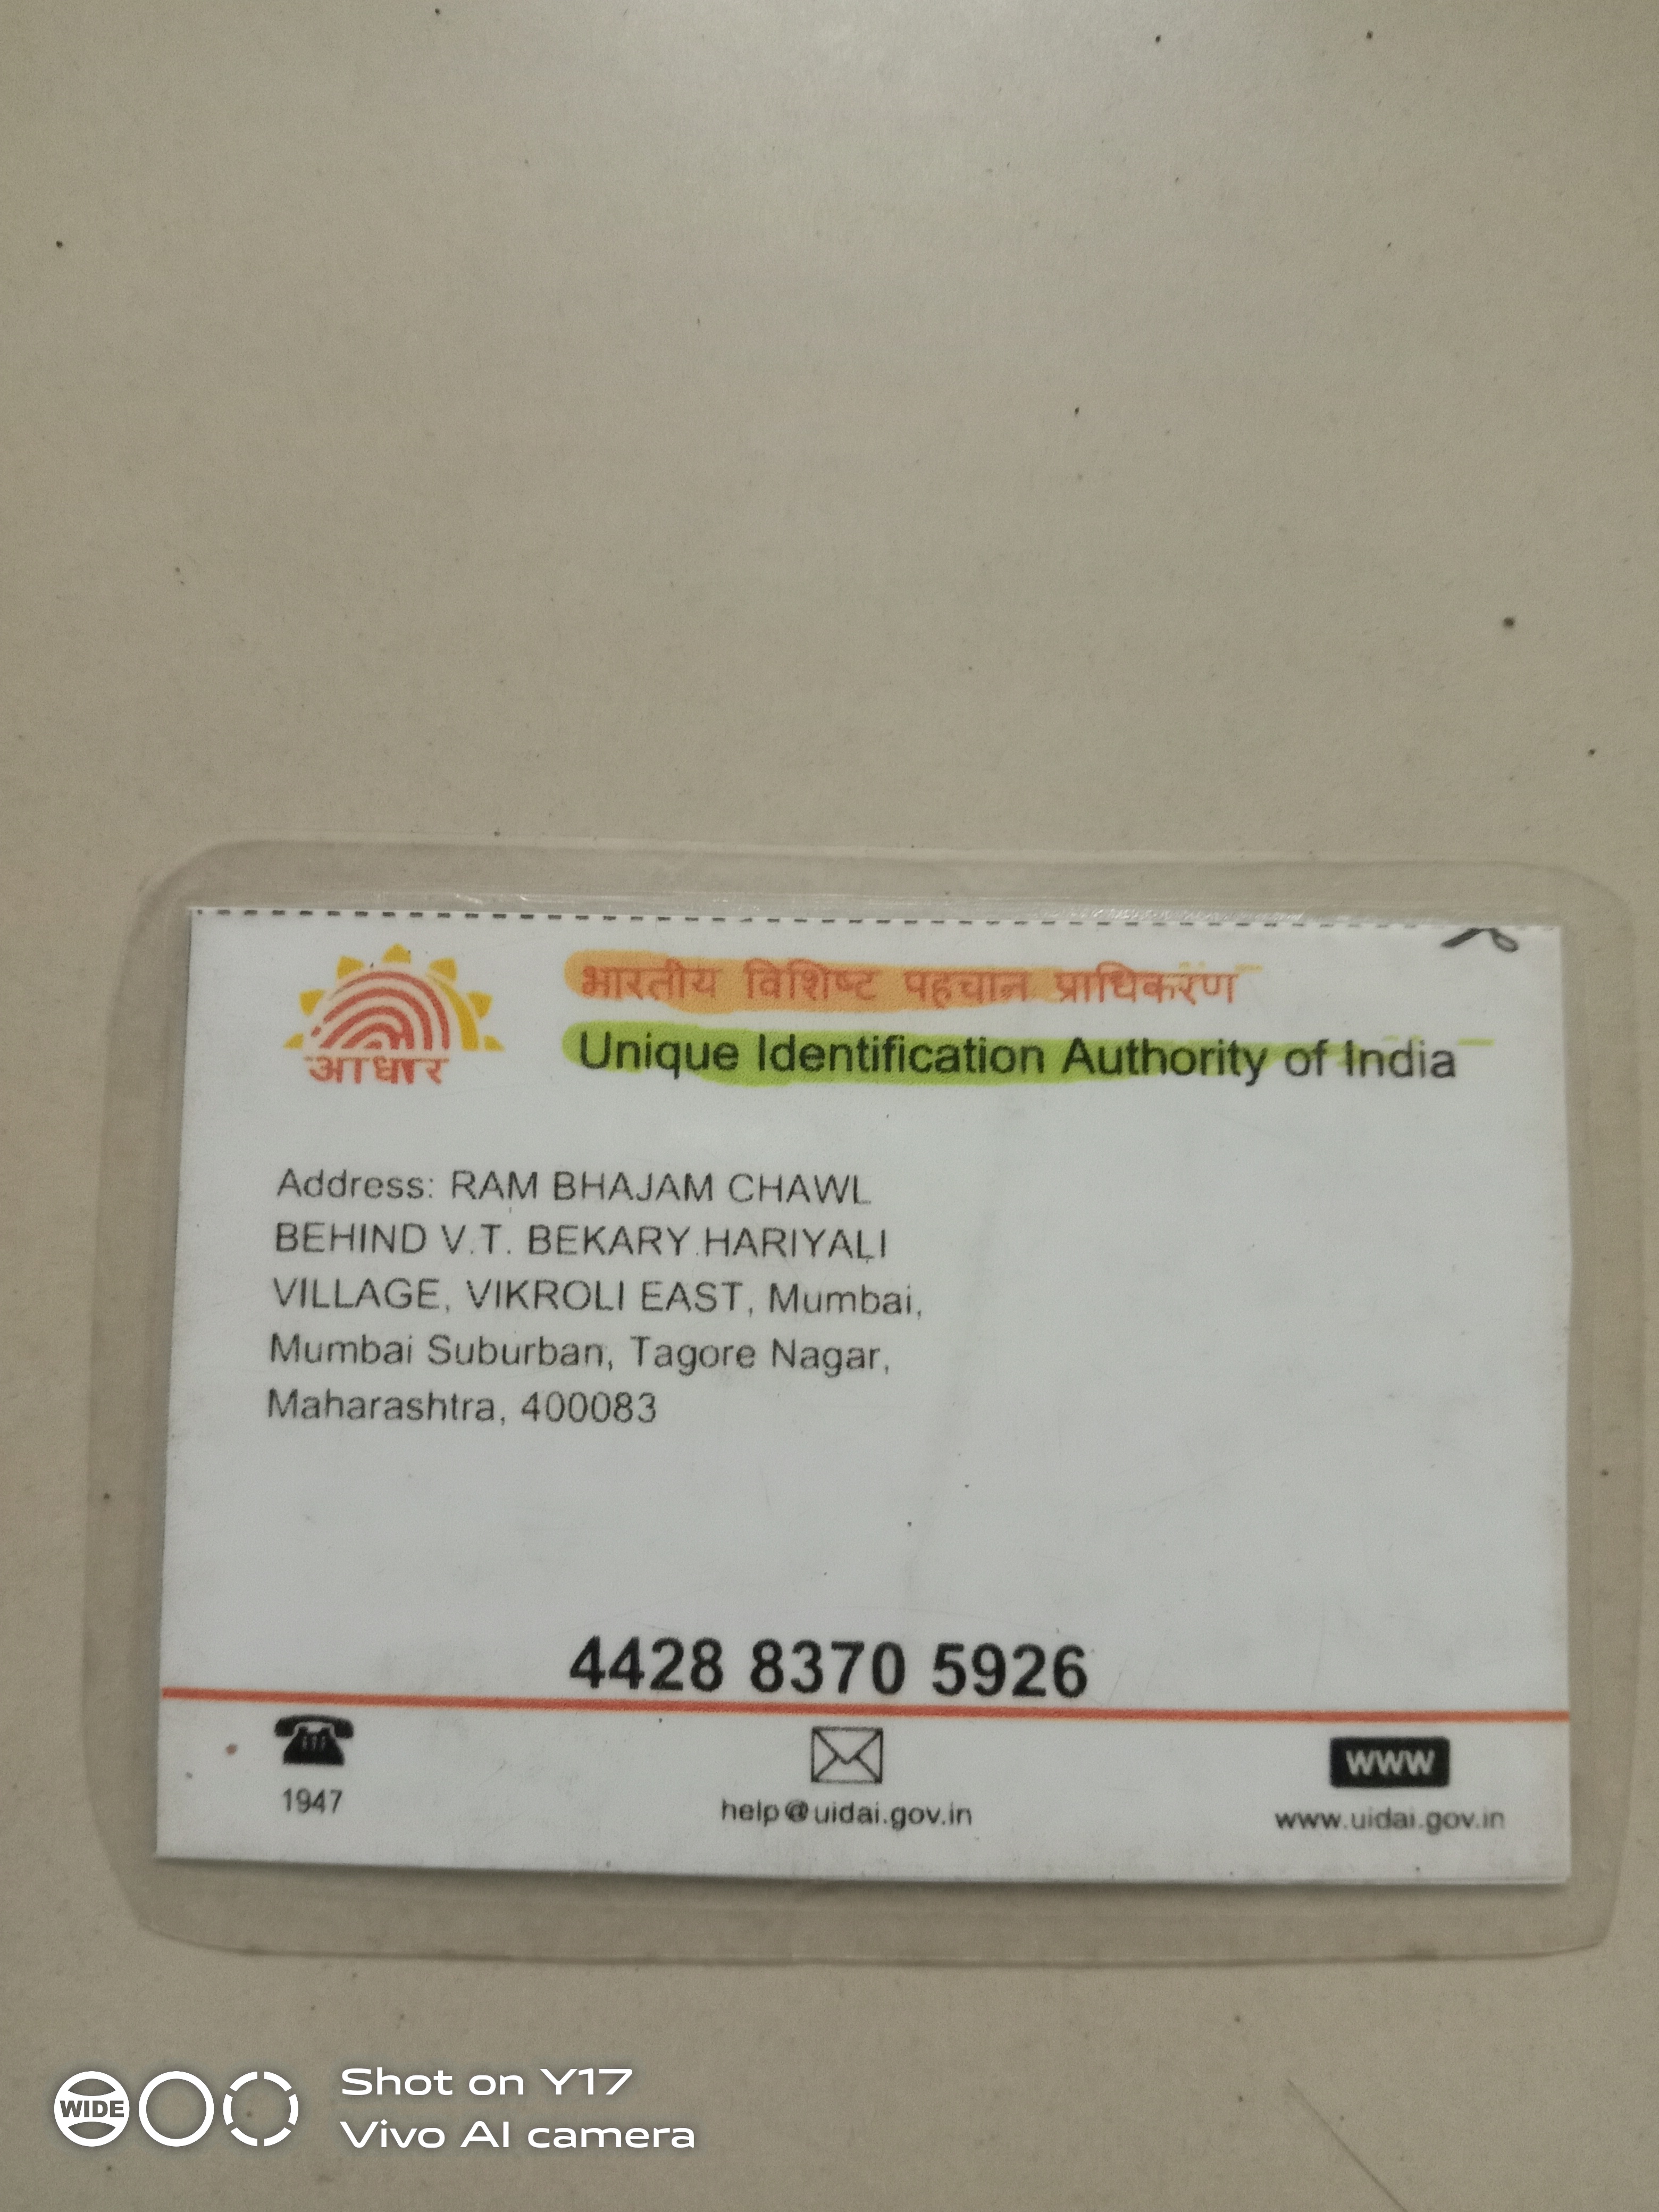 भारतीय विशिष्ट पहचान प्राधिकरण
आधार
Unique Identification Authority of India
Address: RAM BHAJAM CHAWL
BEHIND V.T. BEKARY HARIYALI
VILLAGE, VIKROLI EAST, Mumbai,
Mumbai Suburban, Tagore Nagar,
Maharashtra, 400083
4428 8370 5926
1947
help@uidai.gov.in
WWW
www.uidai.gov.in
WIDE
Shot on Y17
Vivo AI camera